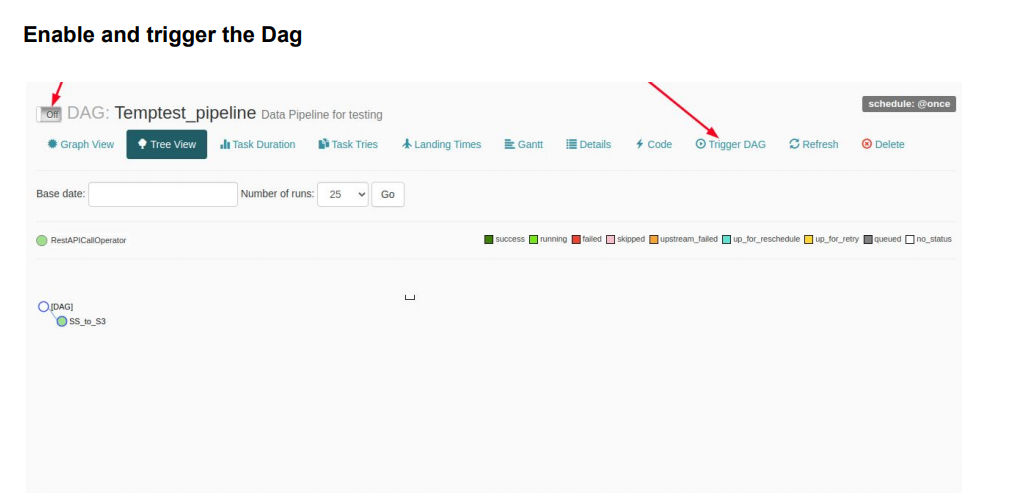 Enable and trigger the Dag
Off DAG: Temptest_pipeline Data Pipeline for testing schedule: @once
Graph View Tree View Task Duration Task Tries Landing Times Gantt Details Code Trigger DAG Refresh Delete
Base date: Number of runs: 25 Go
RestAPICallOperator success running failed skipped upstream_failed up_for_reschedule up_for_retry queued no_status
[DAG]
SS_to_S3